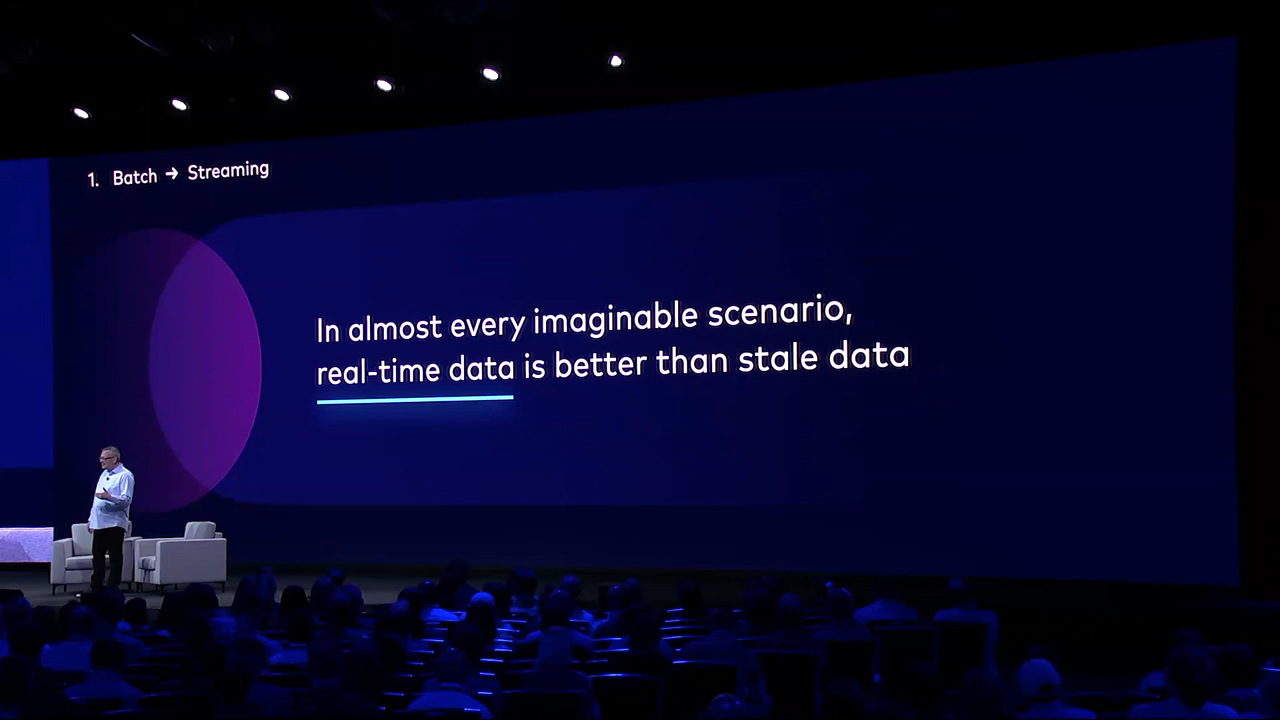 1. Batch → Streaming
In almost every imaginable scenario,
real-time data is better than stale data